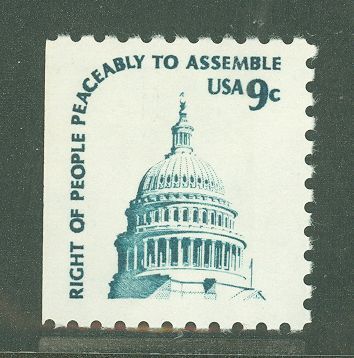 RIGHT OF PEOPLE PEACEABLY TO ASSEMBLE
USA 9c